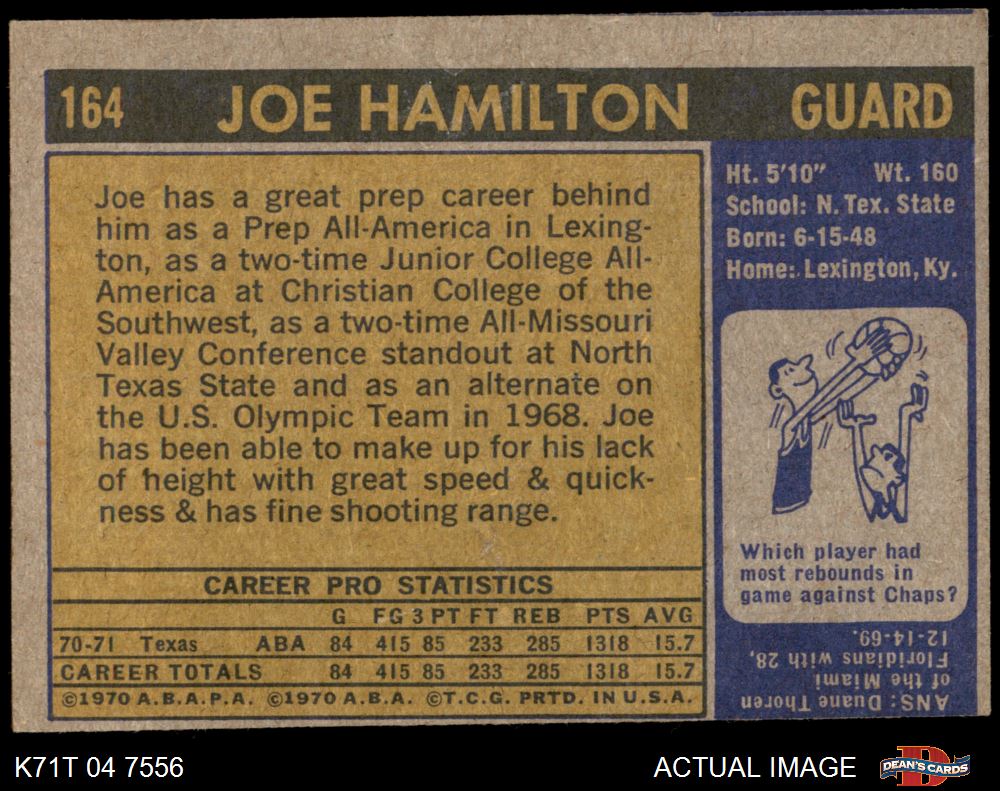 164 JOE HAMILTON GUARD
Joe has a great prep career behind
him as a Prep All-America in Lexing-
ton, as a two-time Junior College All-
America at Christian College of the
Southwest, as a two-time All-Missouri
Valley Conference standout at North
Texas State and as an alternate on
the U.S. Olympic Team in 1968. Joe
has been able to make up for his lack
of height with great speed & quick-
ness & has fine shooting range.
CAREER PRO STATISTICS
G FG 3 PT FT REB PTS AVG
70-71 Texas ABA 84 415 85 233 285 1318 15.7
CAREER TOTALS 84 415 85 233 285 1318 15.7
©1970 A.B.A.P.A. ©1970 A.B.A. ©T.C.G. PRTD. IN U.S.A.
Ht. 5'10" Wt. 160
School: N. Tex. State
Born: 6-15-48
Home: Lexington, Ky.
Which player had
most rebounds in
game against Chaps?
ANS: Duane Thoren
of the Miami
Floridians with 28,
12-14-69.
K71T 04 7556 ACTUAL IMAGE
DEAN'S CARDS